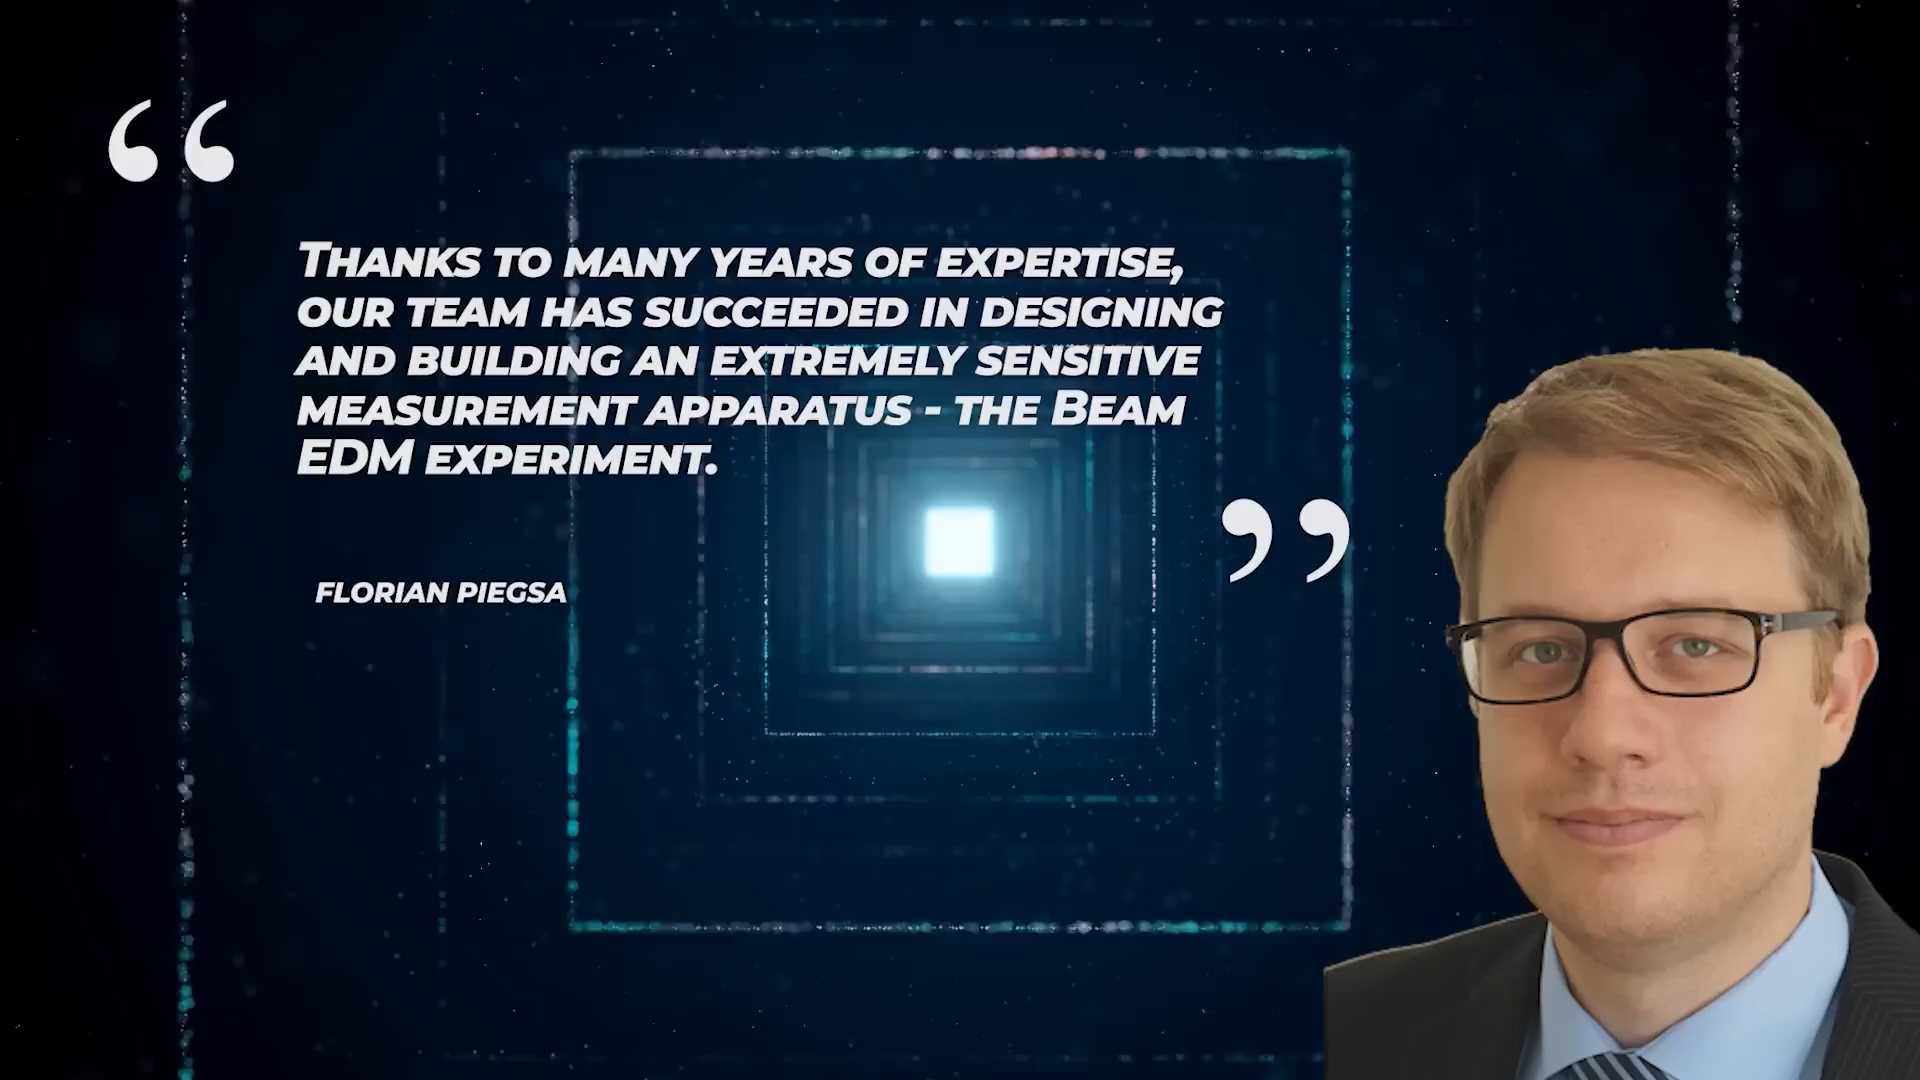 “
Thanks to many years of expertise,
our team has succeeded in designing
and building an extremely sensitive
measurement apparatus - the Beam
EDM experiment.
”
FLORIAN PIEGSA